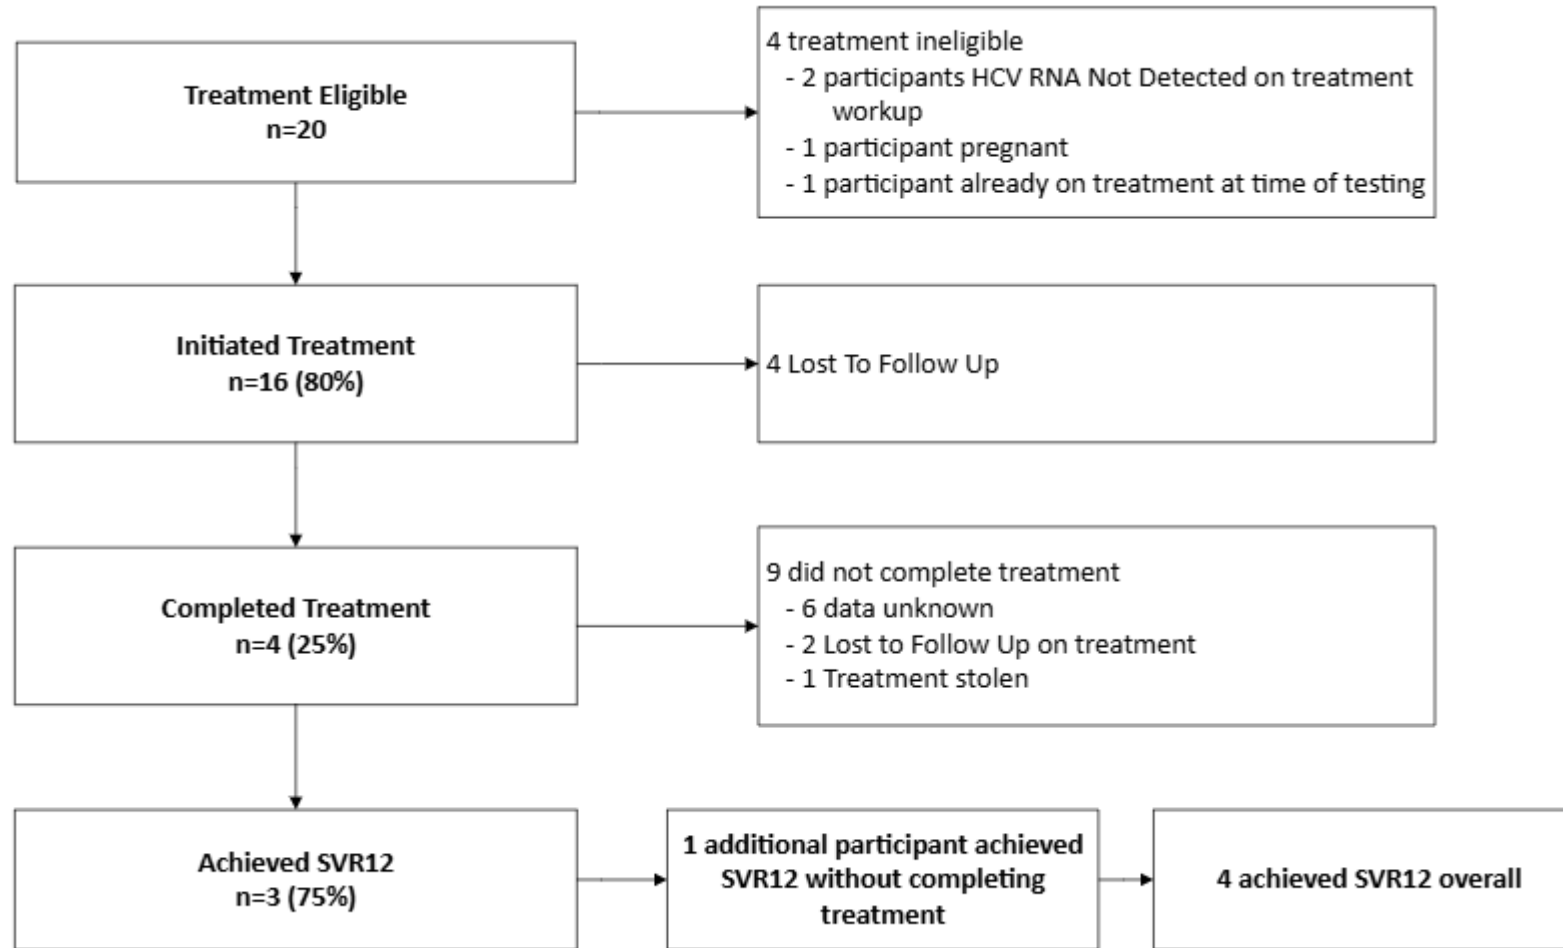 Treatment Eligible
n=20
4 treatment ineligible
- 2 participants HCV RNA Not Detected on treatment
workup
- 1 participant pregnant
- 1 participant already on treatment at time of testing
Initiated Treatment
n=16 (80%)
4 Lost To Follow Up
Completed Treatment
n=4 (25%)
9 did not complete treatment
- 6 data unknown
- 2 Lost to Follow Up on treatment
- 1 Treatment stolen
Achieved SVR12
n=3 (75%)
1 additional participant achieved
SVR12 without completing
treatment
4 achieved SVR12 overall